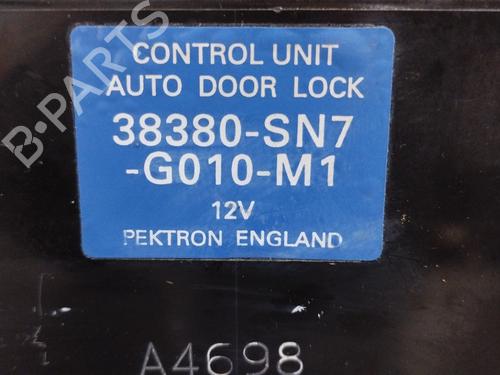 B-PARTS
CONTROL UNIT
AUTO DOOR LOCK
38380-SN7
-G010-M1
12V
PEKTRON ENGLAND
A4698